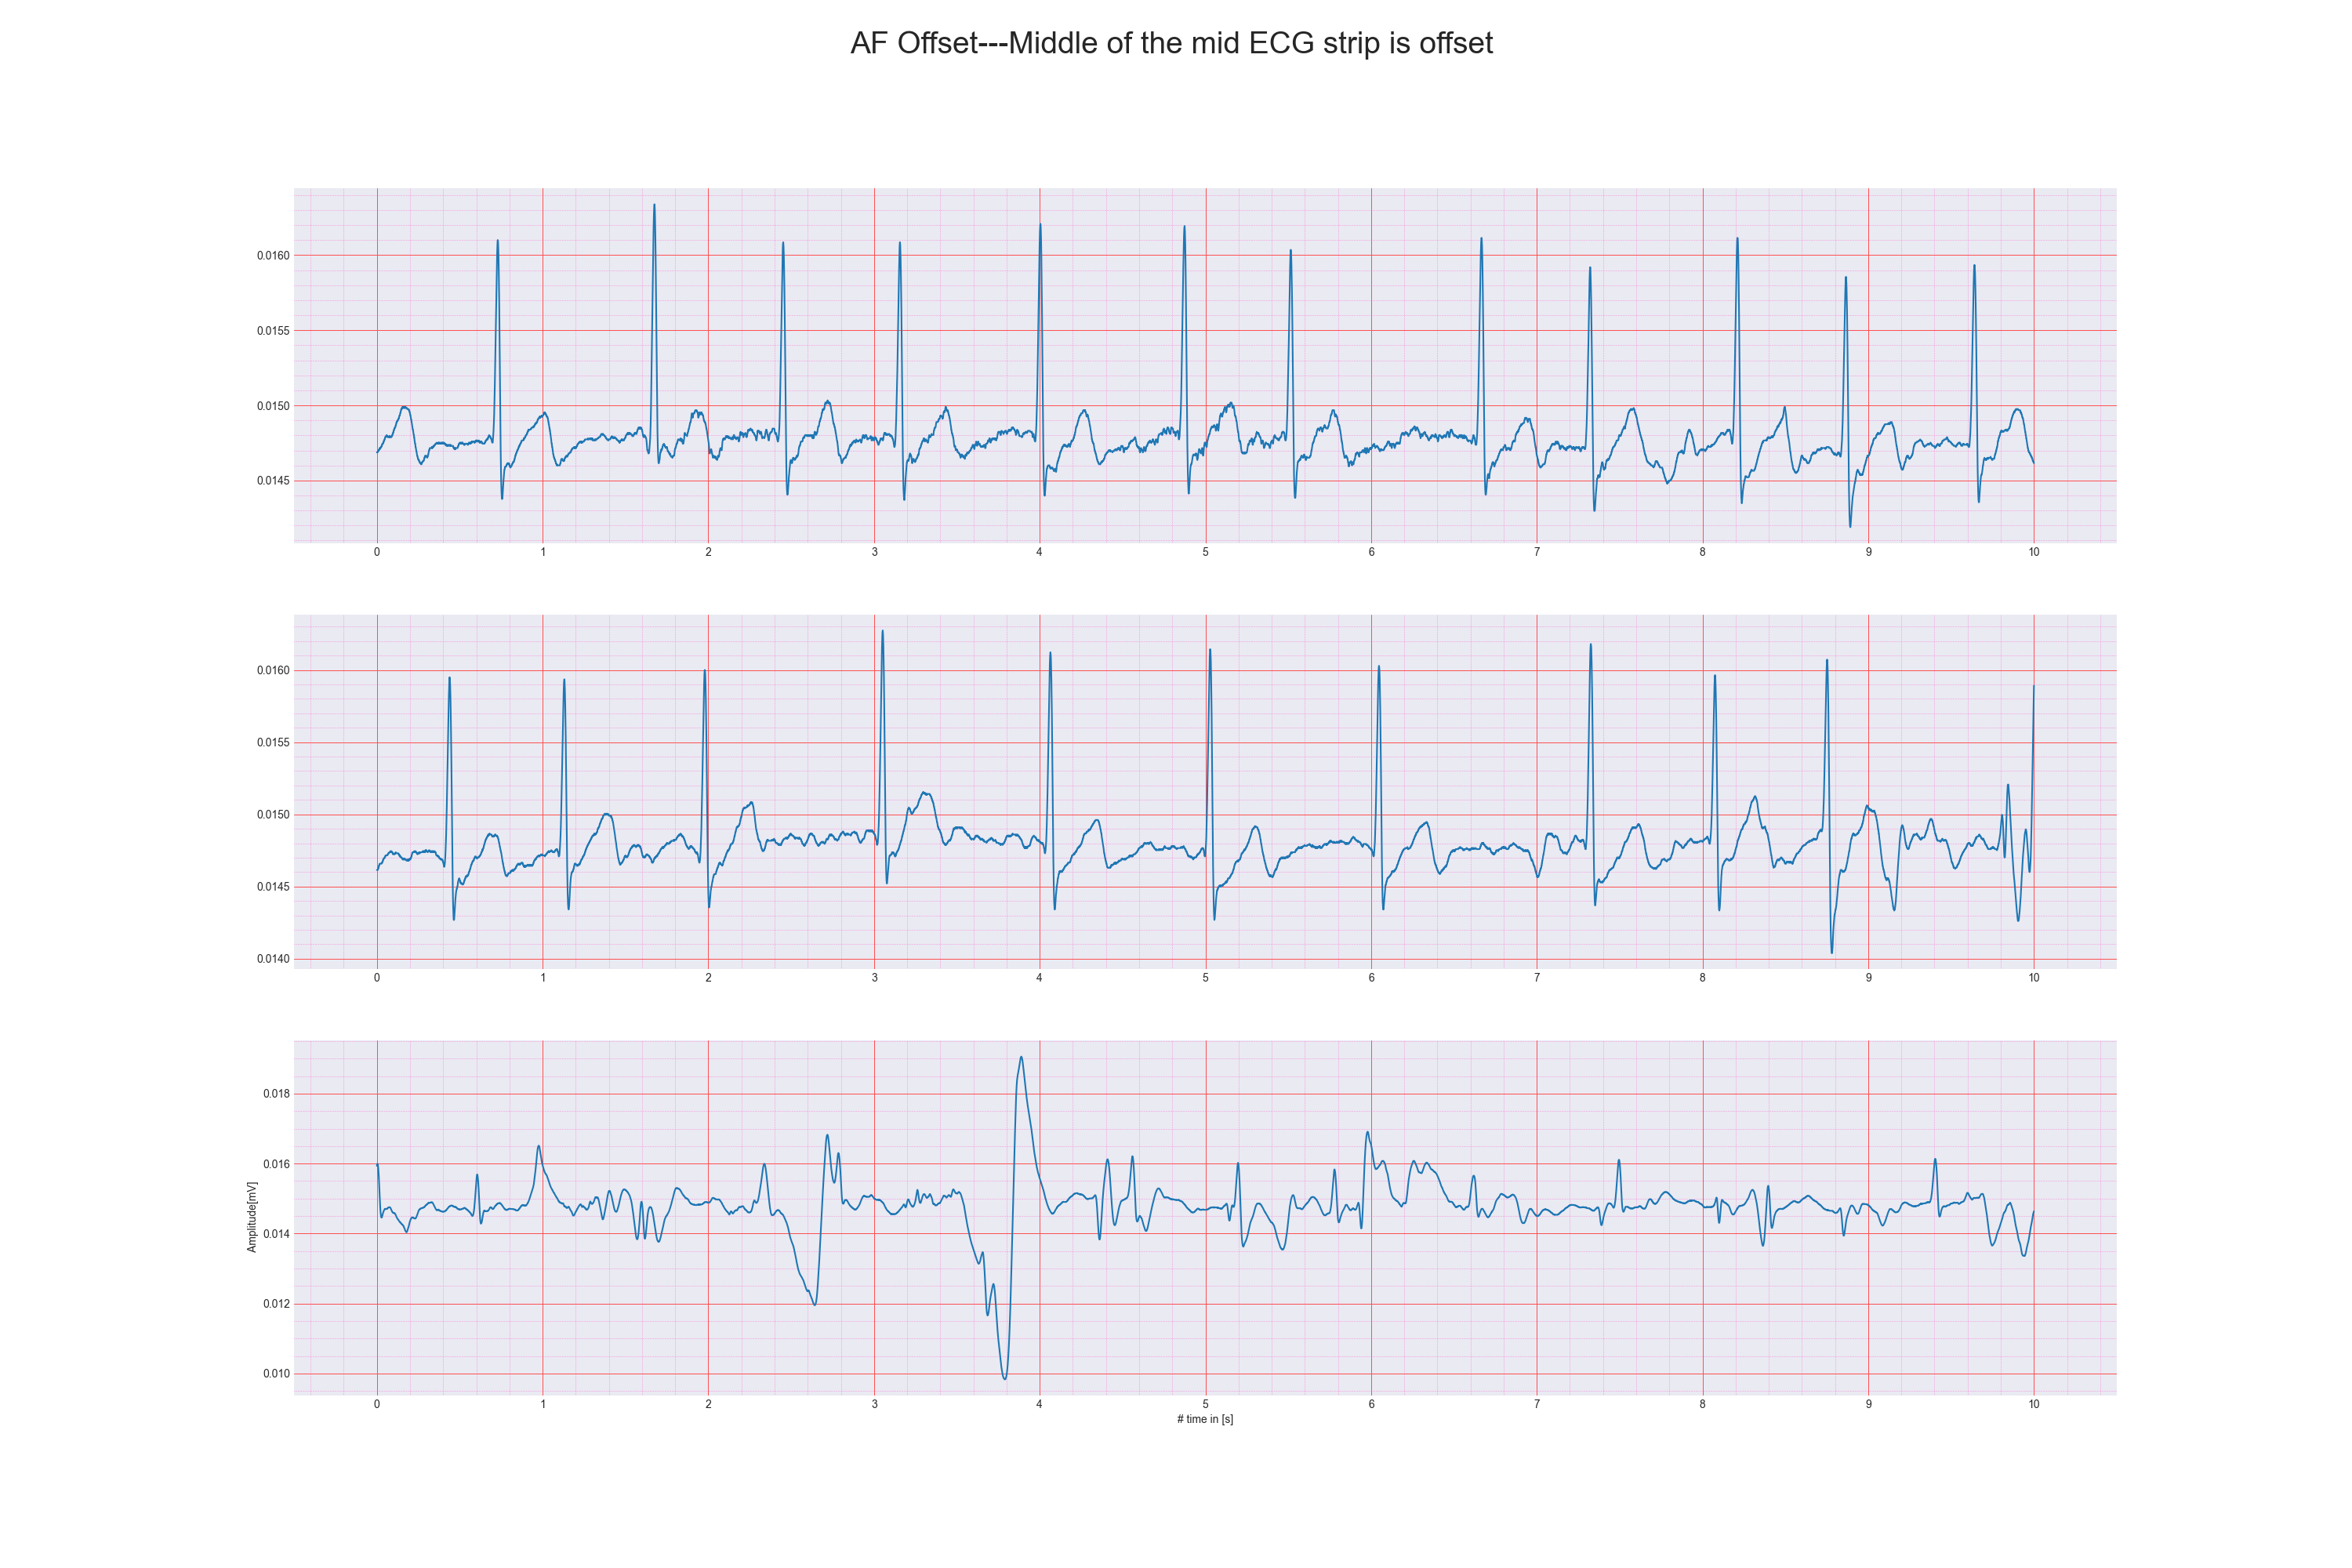 AF Offset---Middle of the mid ECG strip is offset
0.0160
0.0155
0.0150
0.0145
0 1 2 3 4 5 6 7 8 9 10
0.0160
0.0155
0.0150
0.0145
0.0140
0 1 2 3 4 5 6 7 8 9 10
Amplitude[mV]
0.018
0.016
0.014
0.012
0.010
0 1 2 3 4 5 6 7 8 9 10
# time in [s]